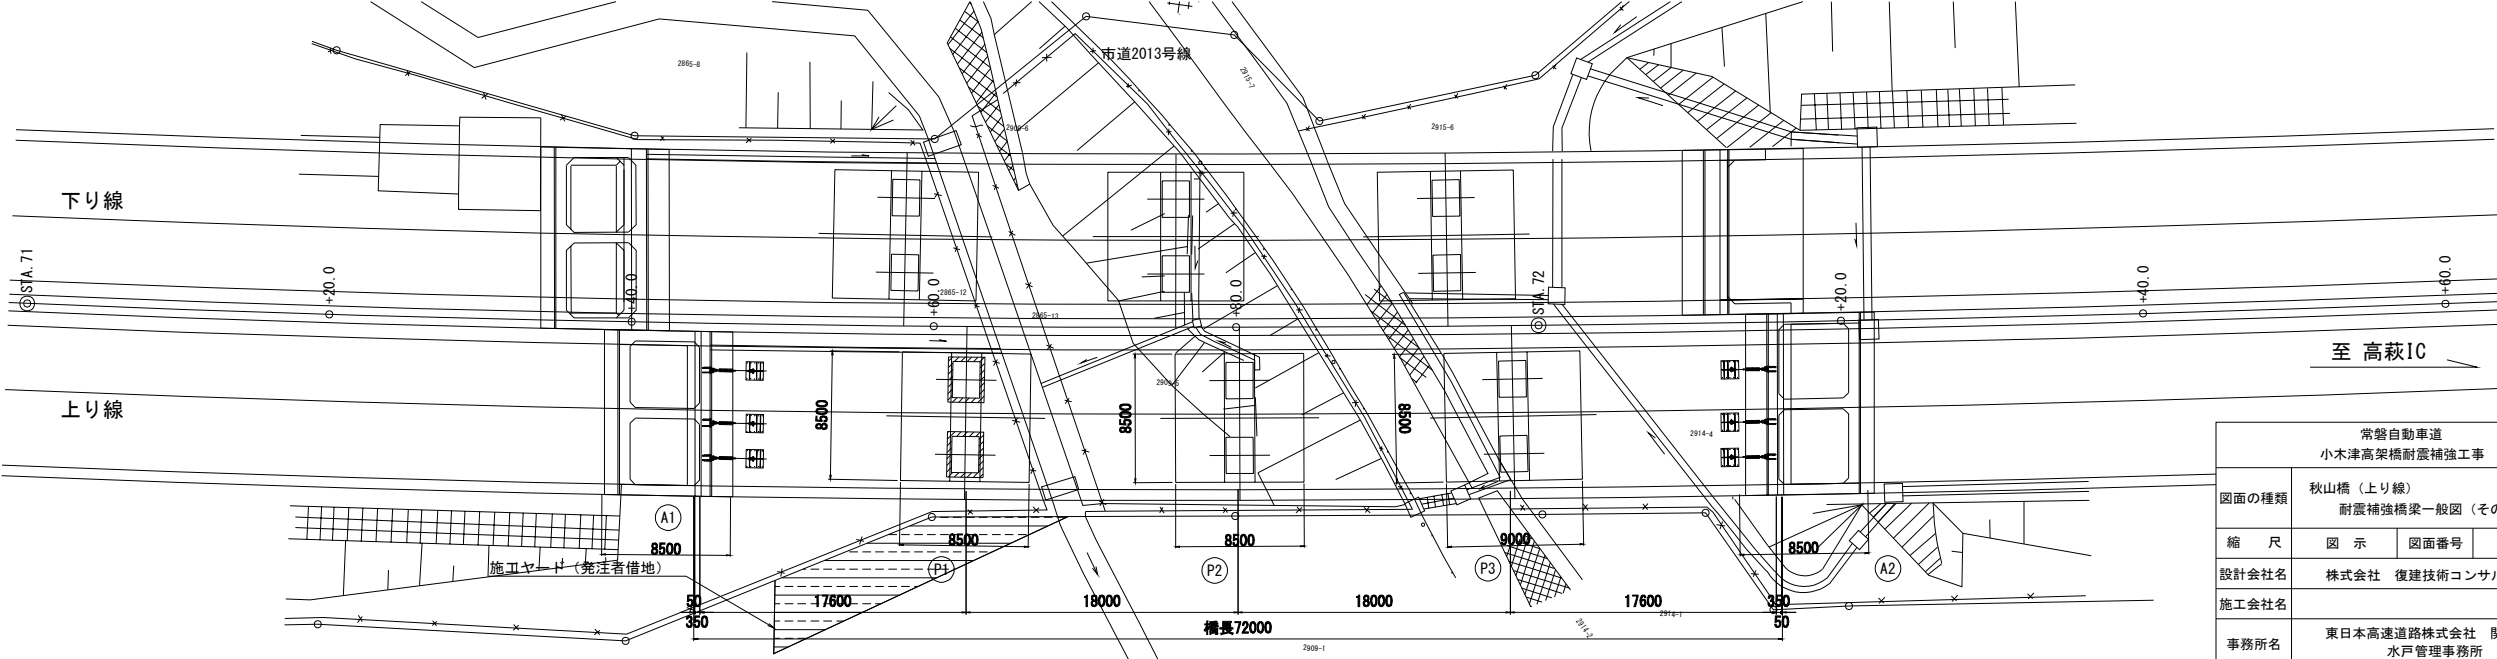 市道2013号線
2865-8
2909-6
2915-7
2915-6
下り線
STA.71
+20.0
+40.0
+60.0
+80.0
STA.72
+20.0
+40.0
+60.0
2865-12
2865-13
2909-5
2914-4
至 高萩IC
上り線
8500
8500
8500
A1
8500
P1
8500
P2
8500
P3
9000
A2
8500
施工ヤード（発注者借地）
50
350
17600
18000
18000
17600
350
50
橋長72000
2909-1
2914-2
2914-1
常磐自動車道
小木津高架橋耐震補強工事
図面の種類
秋山橋（上り線）
耐震補強橋梁一般図（その
縮 尺
図 示
図面番号
設計会社名
株式会社 復建技術コンサル
施工会社名
事務所名
東日本高速道路株式会社
水戸管理事務所